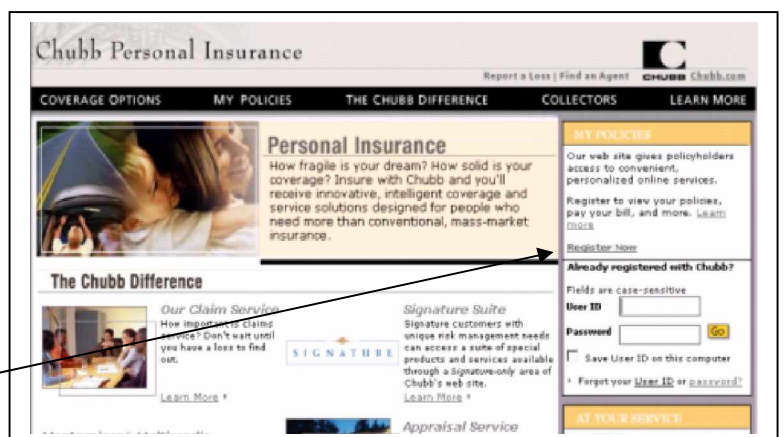 Chubb Personal Insurance
Report a Loss | Find an Agent
CHUBB Chubb.com
COVERAGE OPTIONS MY POLICIES THE CHUBB DIFFERENCE COLLECTORS LEARN MORE
Personal Insurance
How fragile is your dream? How solid is your
coverage? Insure with Chubb and you'll
receive innovative, intelligent coverage and
service solutions designed for people who
need more than conventional, mass-market
insurance.
The Chubb Difference
Our Claim Service
How important is claims
service? Don't wait until
you have a loss to find
out.
Learn More
SIGNATURE
Signature Suite
Signature customers with
unique risk management needs
can access a suite of special
products and services available
through a Signature-only area of
Chubb's web site.
Learn More
Appraisal Service
MY POLICIES
Our web site gives policyholders
access to convenient,
personalized online services.
Register to view your policies,
pay your bill, and more. Learn
more
Register Now
Already registered with Chubb?
Fields are case-sensitive
User ID
Password Go
Save User ID on this computer
Forgot your User ID or password?
AT YOUR SERVICE